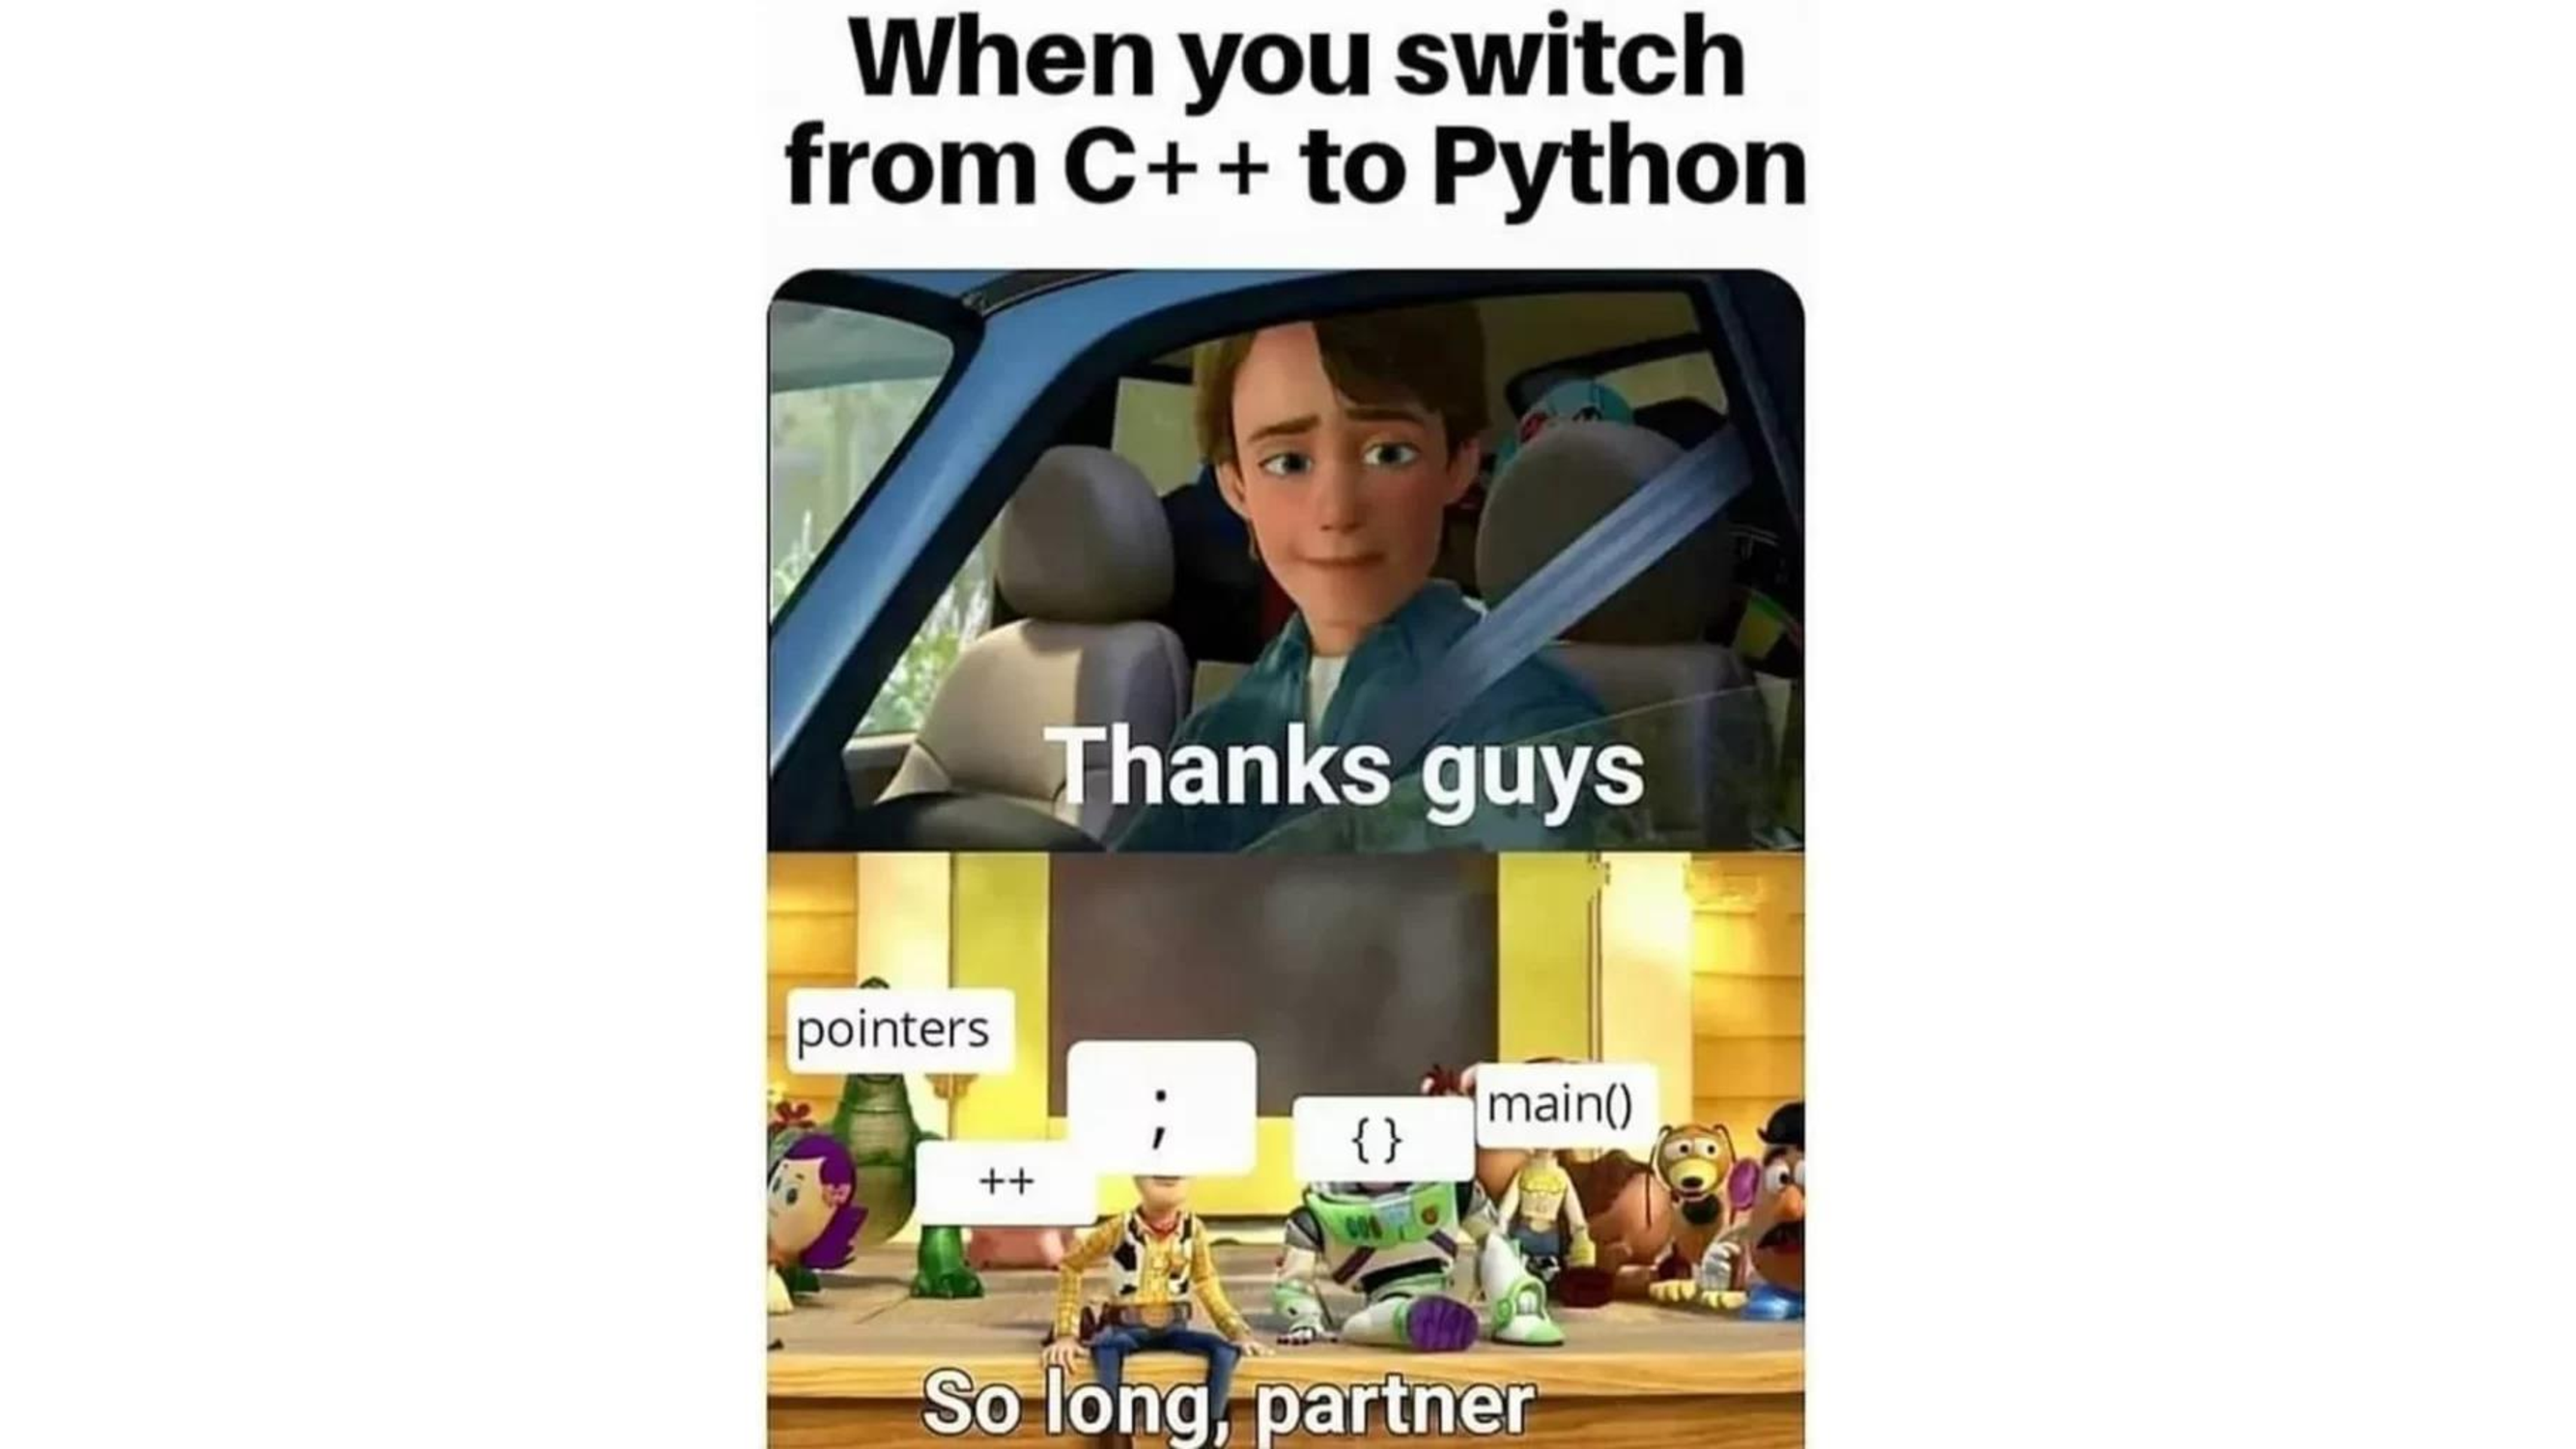 When you switch
from C++ to Python
Thanks guys
pointers
;
++
{}
main()
So long, partner